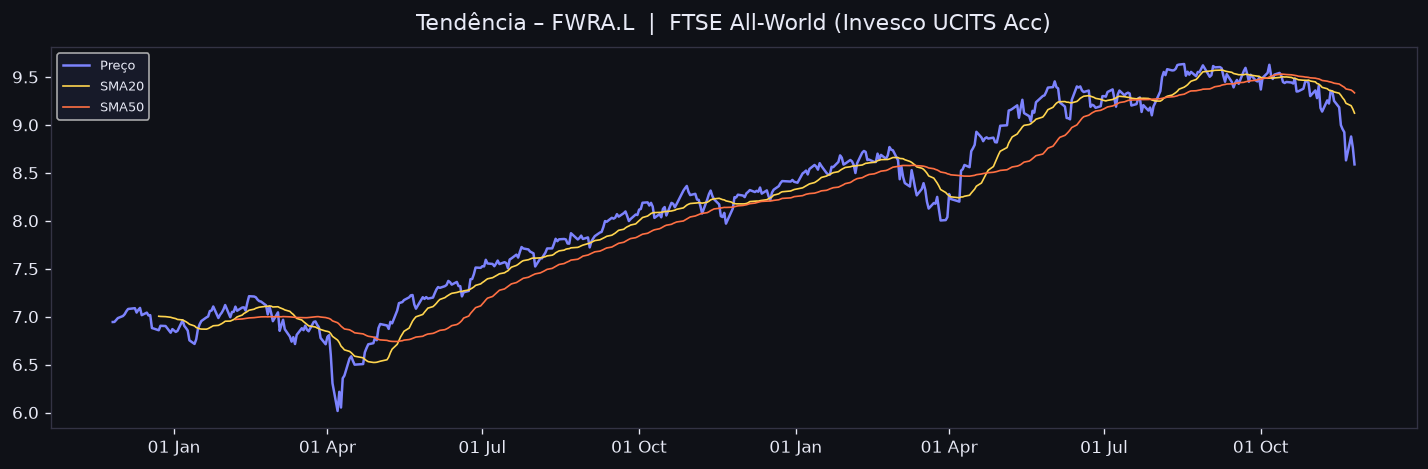 Tendência – FWRA.L | FTSE All-World (Invesco UCITS Acc)
Preço
SMA20
SMA50
9.5
9.0
8.5
8.0
7.5
7.0
6.5
6.0
01 Jan 01 Apr 01 Jul 01 Oct 01 Jan 01 Apr 01 Jul 01 Oct